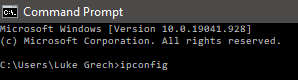 Command Prompt
Microsoft Windows [Version 10.0.19041.928]
(c) Microsoft Corporation. All rights reserved.
C:\Users\Luke Grech>ipconfig